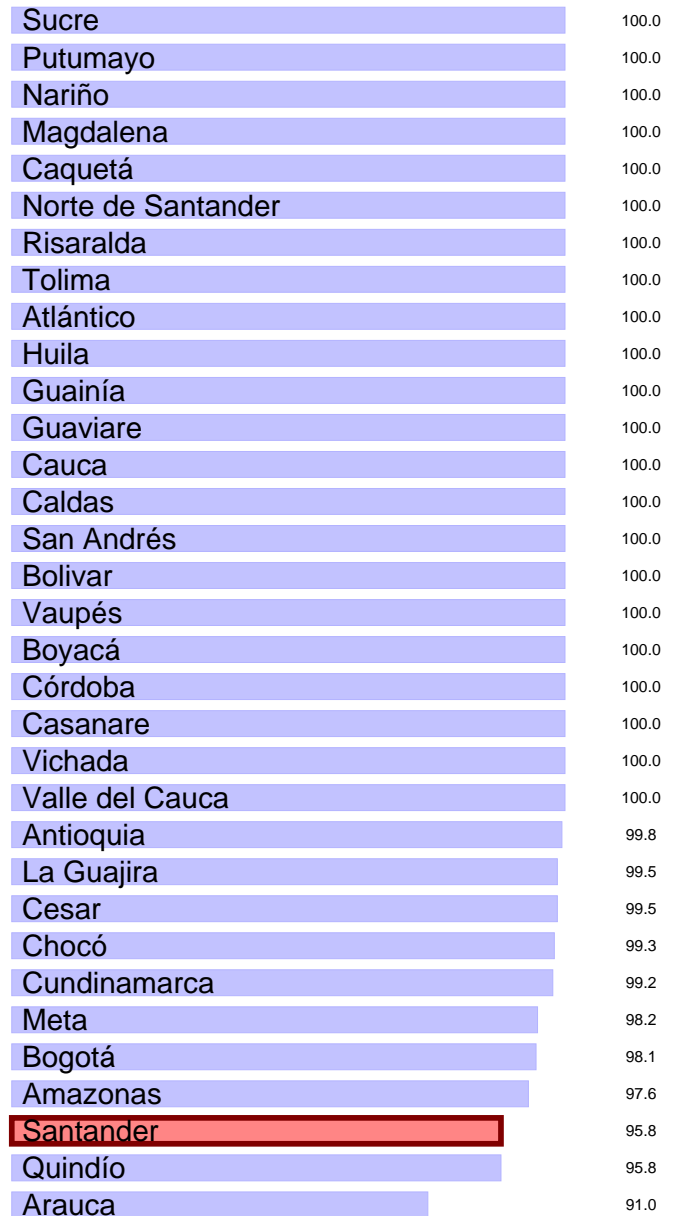 Sucre 100.0
Putumayo 100.0
Nariño 100.0
Magdalena 100.0
Caquetá 100.0
Norte de Santander 100.0
Risaralda 100.0
Tolima 100.0
Atlántico 100.0
Huila 100.0
Guainía 100.0
Guaviare 100.0
Cauca 100.0
Caldas 100.0
San Andrés 100.0
Bolivar 100.0
Vaupés 100.0
Boyacá 100.0
Córdoba 100.0
Casanare 100.0
Vichada 100.0
Valle del Cauca 100.0
Antioquia 99.8
La Guajira 99.5
Cesar 99.5
Chocó 99.3
Cundinamarca 99.2
Meta 98.2
Bogotá 98.1
Amazonas 97.6
Santander 95.8
Quindío 95.8
Arauca 91.0